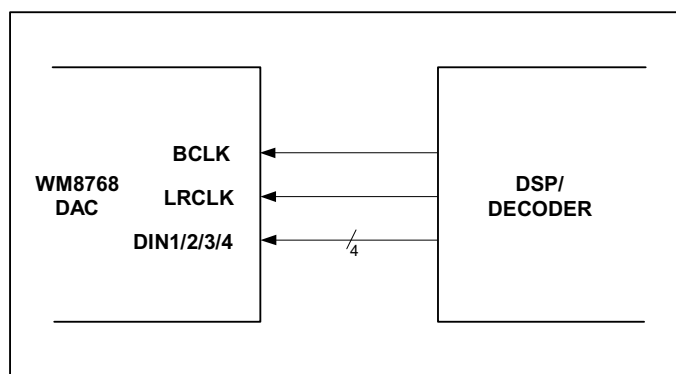 BCLK
WM8768
DAC
LRCLK
DIN1/2/3/4
4
DSP/
DECODER